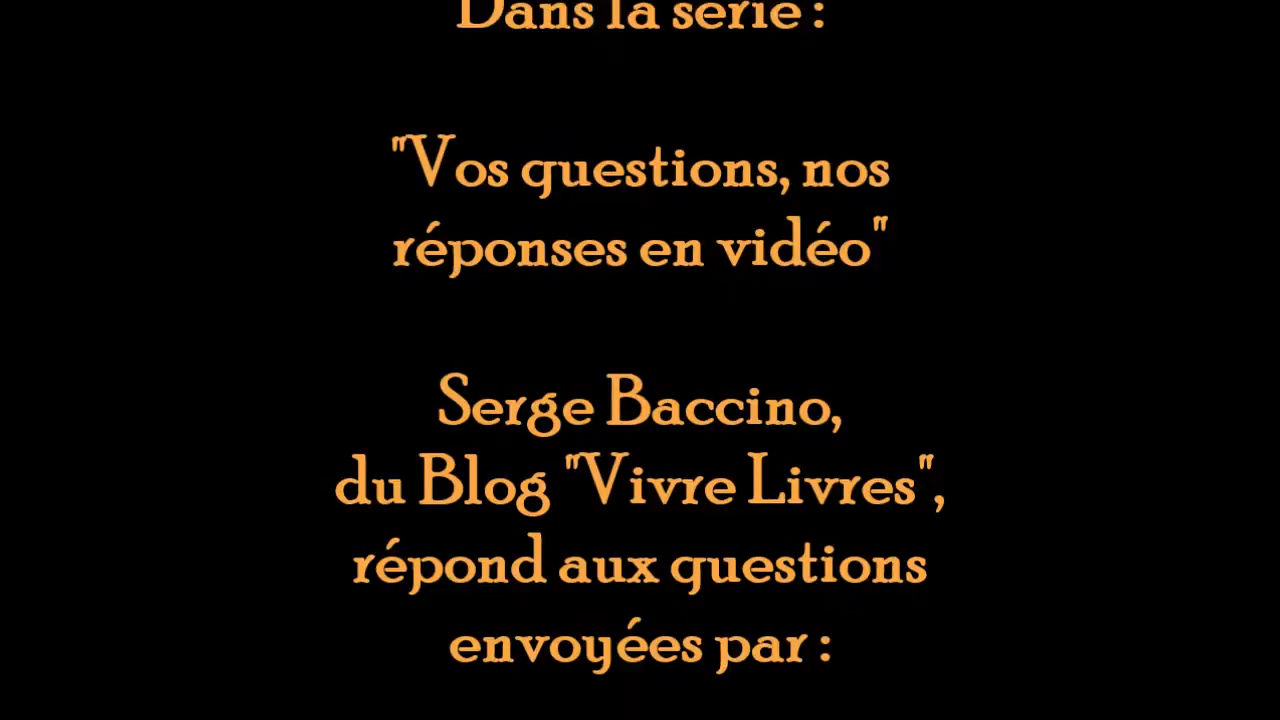 Dans la série :
"Vos questions, nos
réponses en vidéo"
Serge Baccino,
du Blog "Vivre Livres",
répond aux questions
envoyées par :